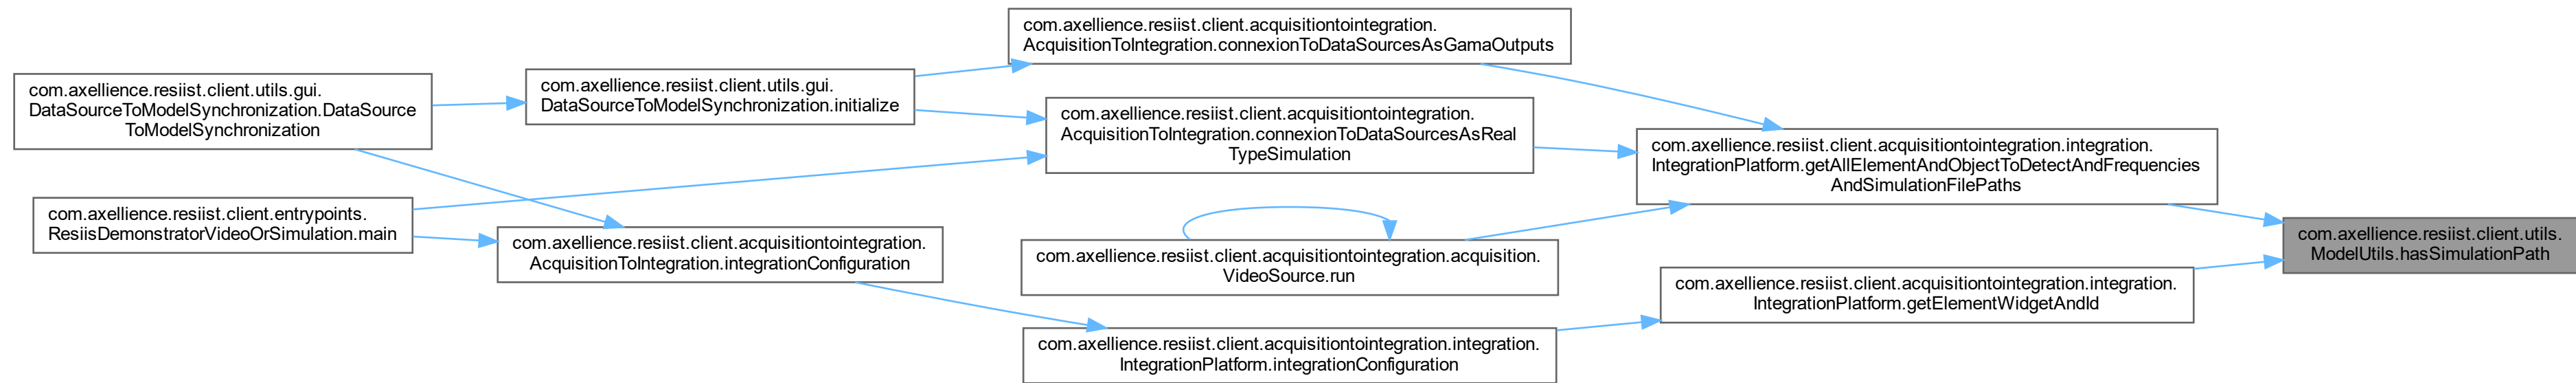 com.axellience.resiist.client.utils.gui.
DataSourceToModelSynchronization.DataSource
ToModelSynchronization
com.axellience.resiist.client.entrypoints.
ResiisDemonstratorVideoOrSimulation.main
com.axellience.resiist.client.utils.gui.
DataSourceToModelSynchronization.initialize
com.axellience.resiist.client.acquisitiontointegration.
AcquisitionToIntegration.integrationConfiguration
com.axellience.resiist.client.acquisitiontointegration.
AcquisitionToIntegration.connexionToDataSourcesAsGamaOutputs
com.axellience.resiist.client.acquisitiontointegration.
AcquisitionToIntegration.connexionToDataSourcesAsReal
TypeSimulation
com.axellience.resiist.client.acquisitiontointegration.acquisition.
VideoSource.run
com.axellience.resiist.client.acquisitiontointegration.integration.
IntegrationPlatform.integrationConfiguration
com.axellience.resiist.client.acquisitiontointegration.integration.
IntegrationPlatform.getAllElementAndObjectToDetectAndFrequencies
AndSimulationFilePaths
com.axellience.resiist.client.acquisitiontointegration.integration.
IntegrationPlatform.getElementWidgetAndId
com.axellience.resiist.client.utils.
ModelUtils.hasSimulationPath